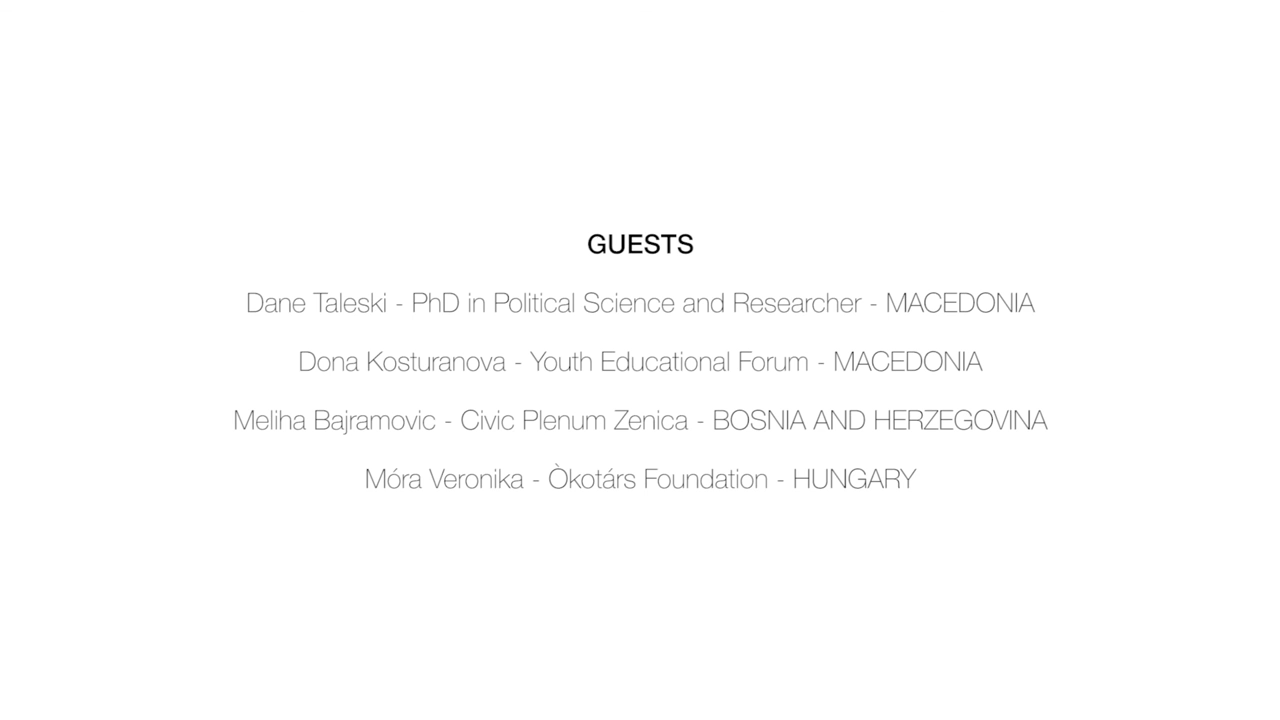 GUESTS
Dane Taleski - PhD in Political Science and Researcher - MACEDONIA
Dona Kosturanova - Youth Educational Forum - MACEDONIA
Meliha Bajramovic - Civic Plenum Zenica - BOSNIA AND HERZEGOVINA
Móra Veronika - Òkotárs Foundation - HUNGARY